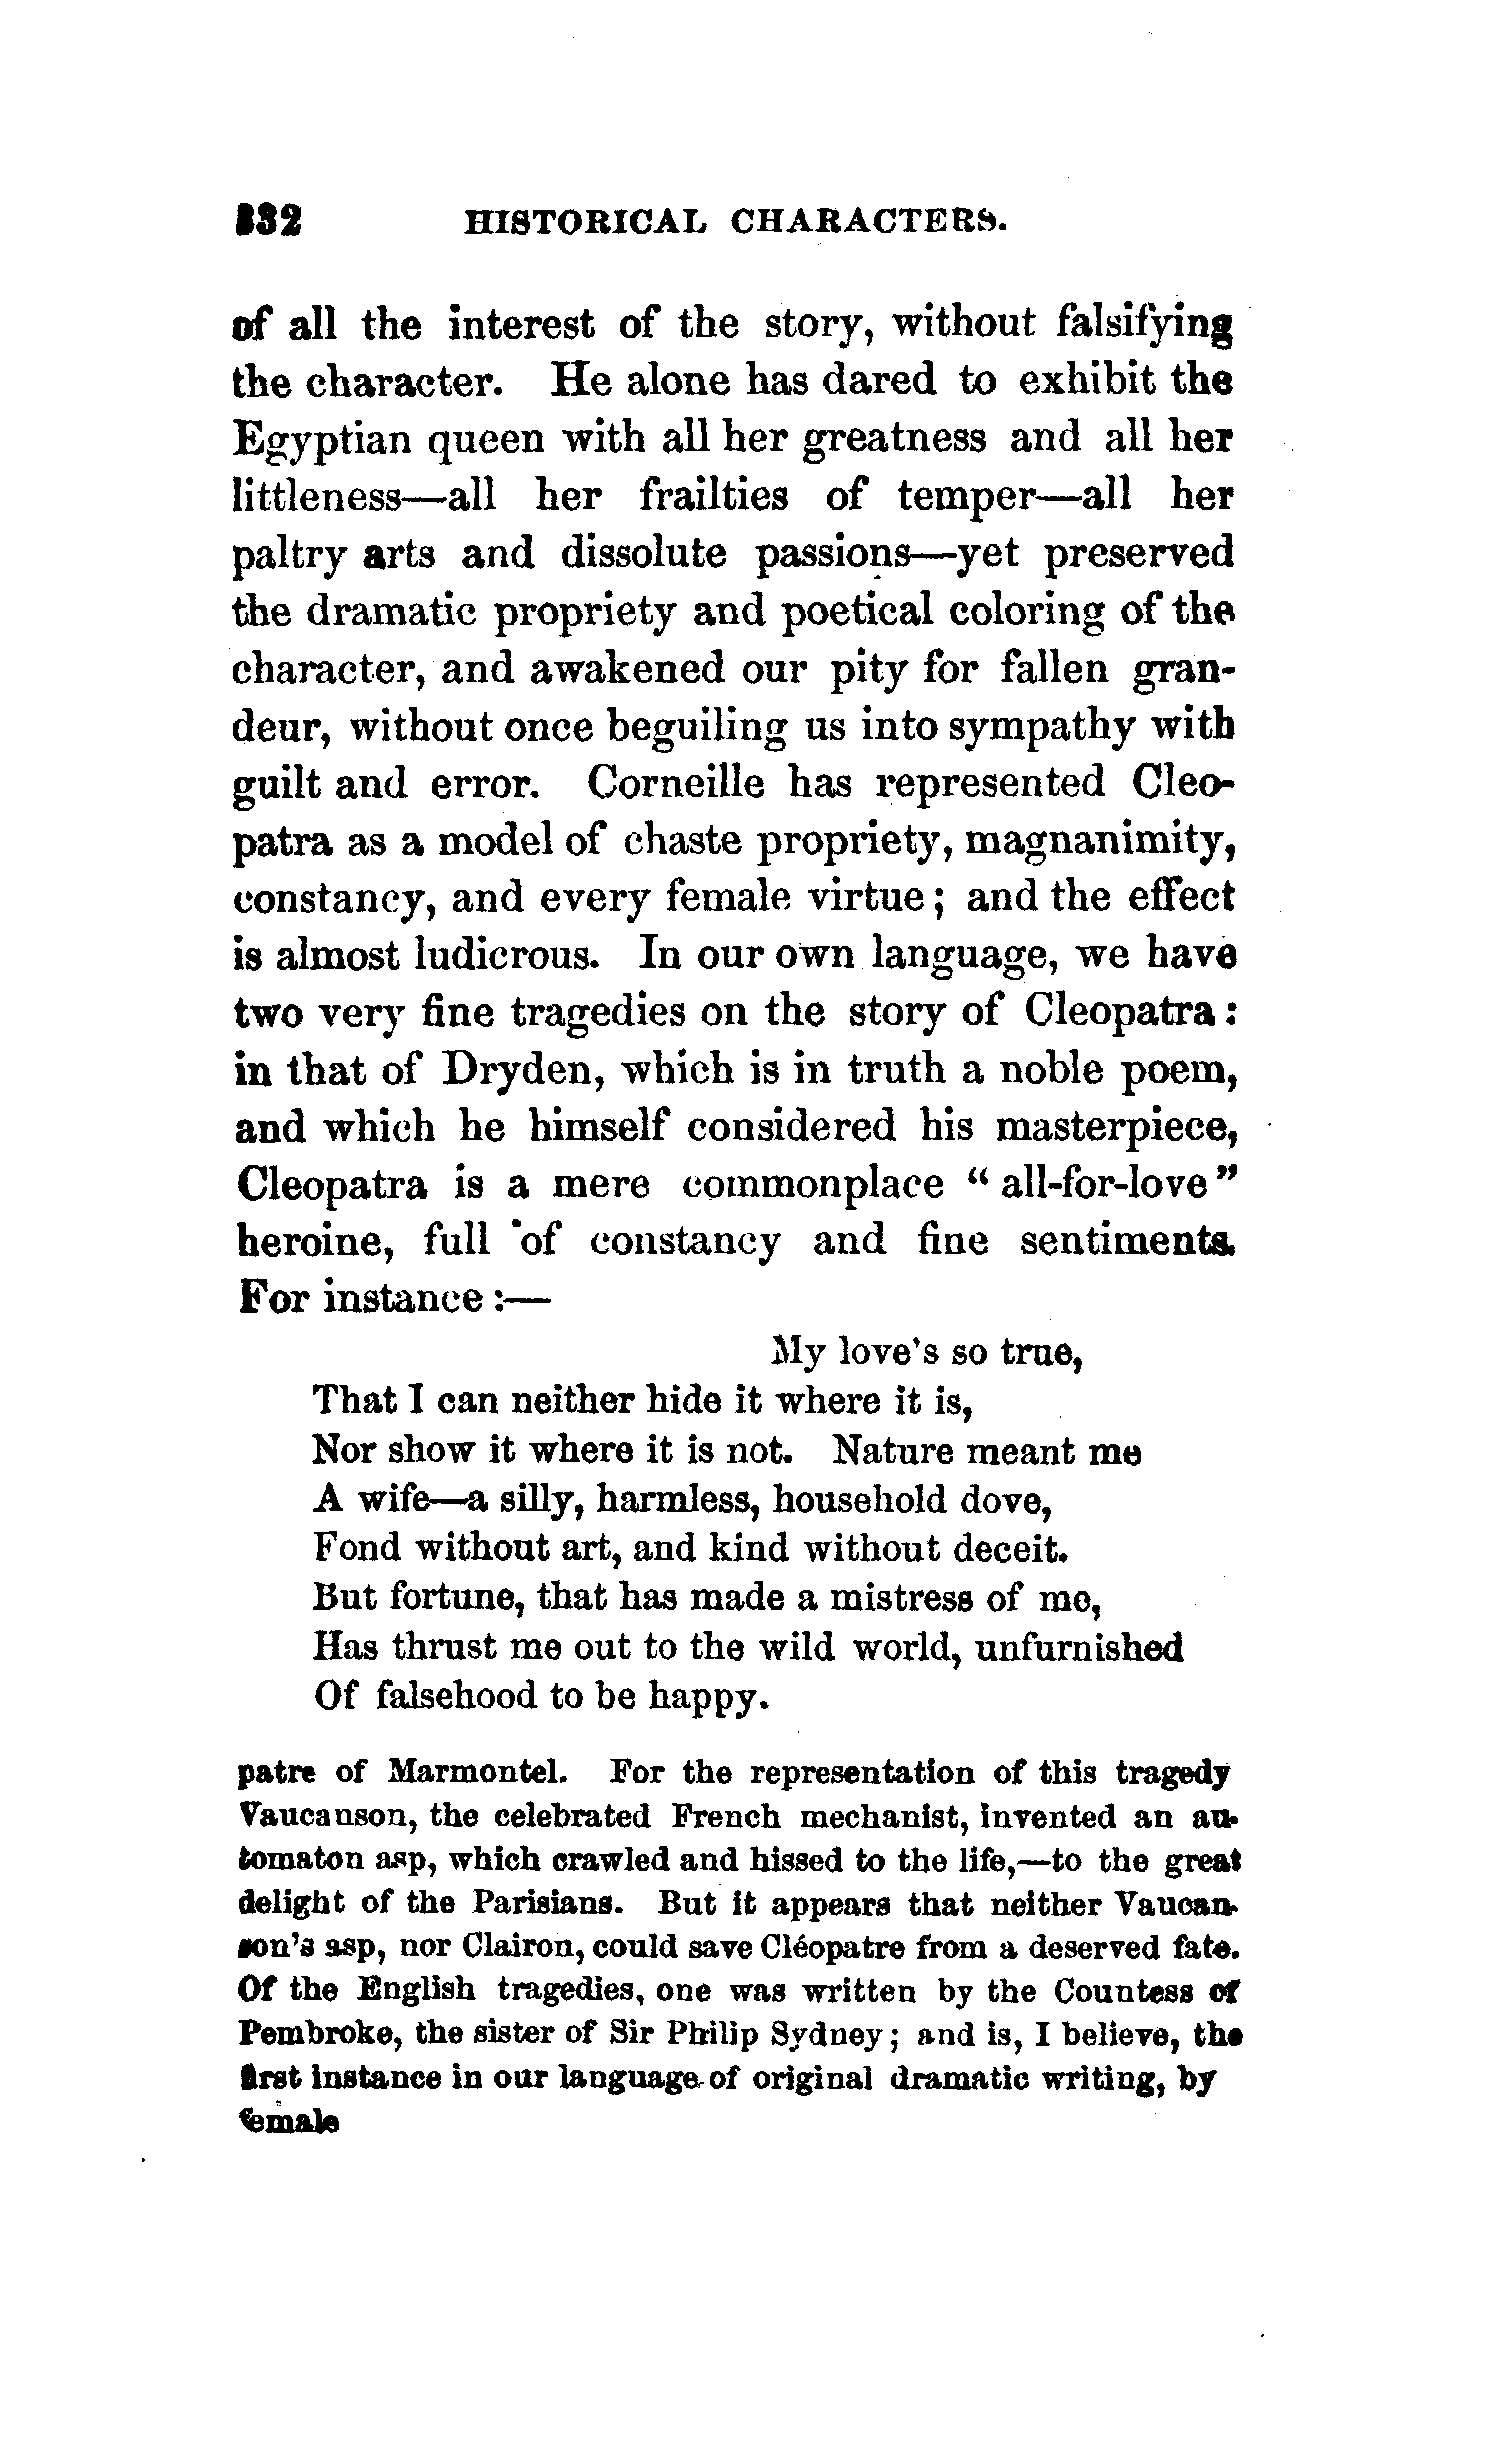 332 HISTORICAL CHARACTERS.
of all the interest of the story, without falsifying
the character. He alone has dared to exhibit the
Egyptian queen with all her greatness and all her
littleness—all her frailties of temper—all her
paltry arts and dissolute passions—yet preserved
the dramatic propriety and poetical coloring of the
character, and awakened our pity for fallen gran-
deur, without once beguiling us into sympathy with
guilt and error. Corneille has represented Cleo-
patra as a model of chaste propriety, magnanimity,
constancy, and every female virtue; and the effect
is almost ludicrous. In our own language, we have
two very fine tragedies on the story of Cleopatra:
in that of Dryden, which is in truth a noble poem,
and which he himself considered his masterpiece,
Cleopatra is a mere commonplace "all-for-love"
heroine, full of constancy and fine sentiments.
For instance:—
My love's so true,
That I can neither hide it where it is,
Nor show it where it is not. Nature meant me
A wife—a silly, harmless, household dove,
Fond without art, and kind without deceit.
But fortune, that has made a mistress of me,
Has thrust me out to the wild world, unfurnished
Of falsehood to be happy.
patre of Marmontel. For the representation of this tragedy
Vaucanson, the celebrated French mechanist, invented an au-
tomaton asp, which crawled and hissed to the life,—to the great
delight of the Parisians. But it appears that neither Vaucan-
son's asp, nor Clairon, could save Cléopatre from a deserved fate.
Of the English tragedies, one was written by the Countess of
Pembroke, the sister of Sir Philip Sydney; and is, I believe, the
first instance in our language of original dramatic writing, by
female